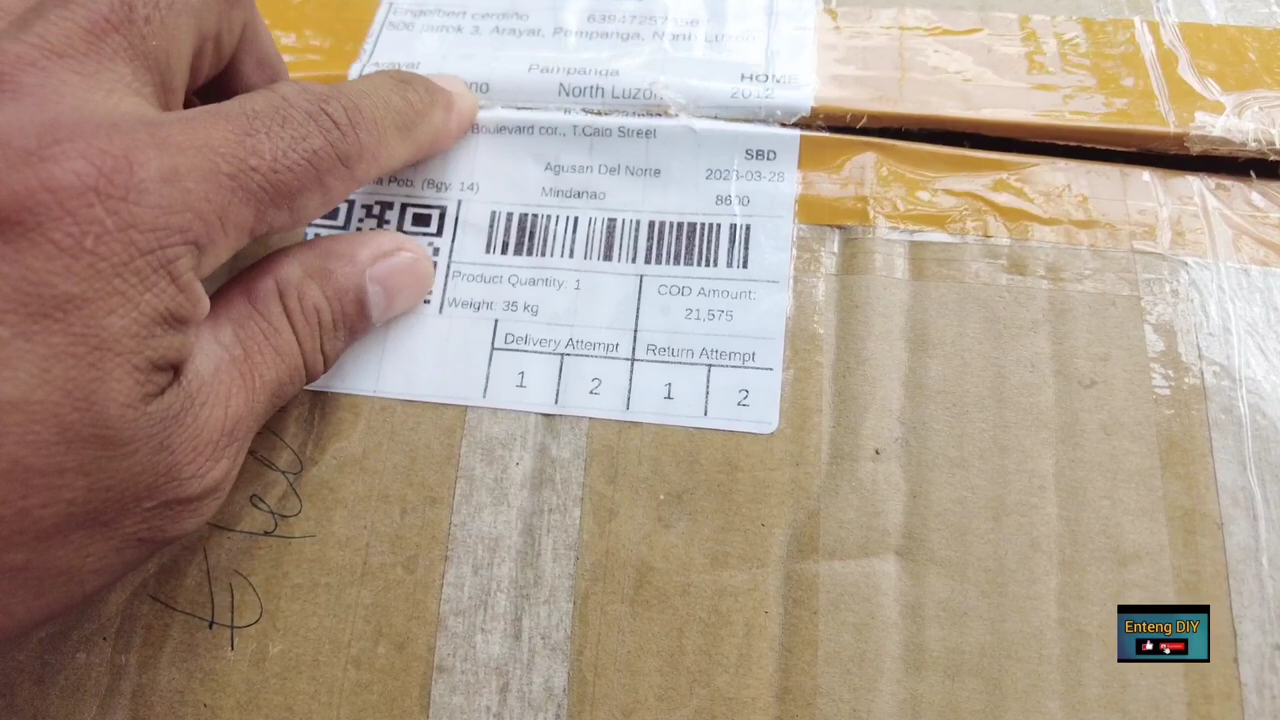 Engelbert cerdino
506 purok 3, Arayat, Pampanga, North Luzon
Arayat Pampanga HOME
no North Luzon 2012
Boulevard cor., T.Calo Street
SBD
Agusan Del Norte 2023-03-28
Pob. (Bgy. 14) Mindanao 8600
Product Quantity: 1
Weight: 35 kg
COD Amount:
21,575
Delivery Attempt
Return Attempt
1 2 1 2
Enteng DIY